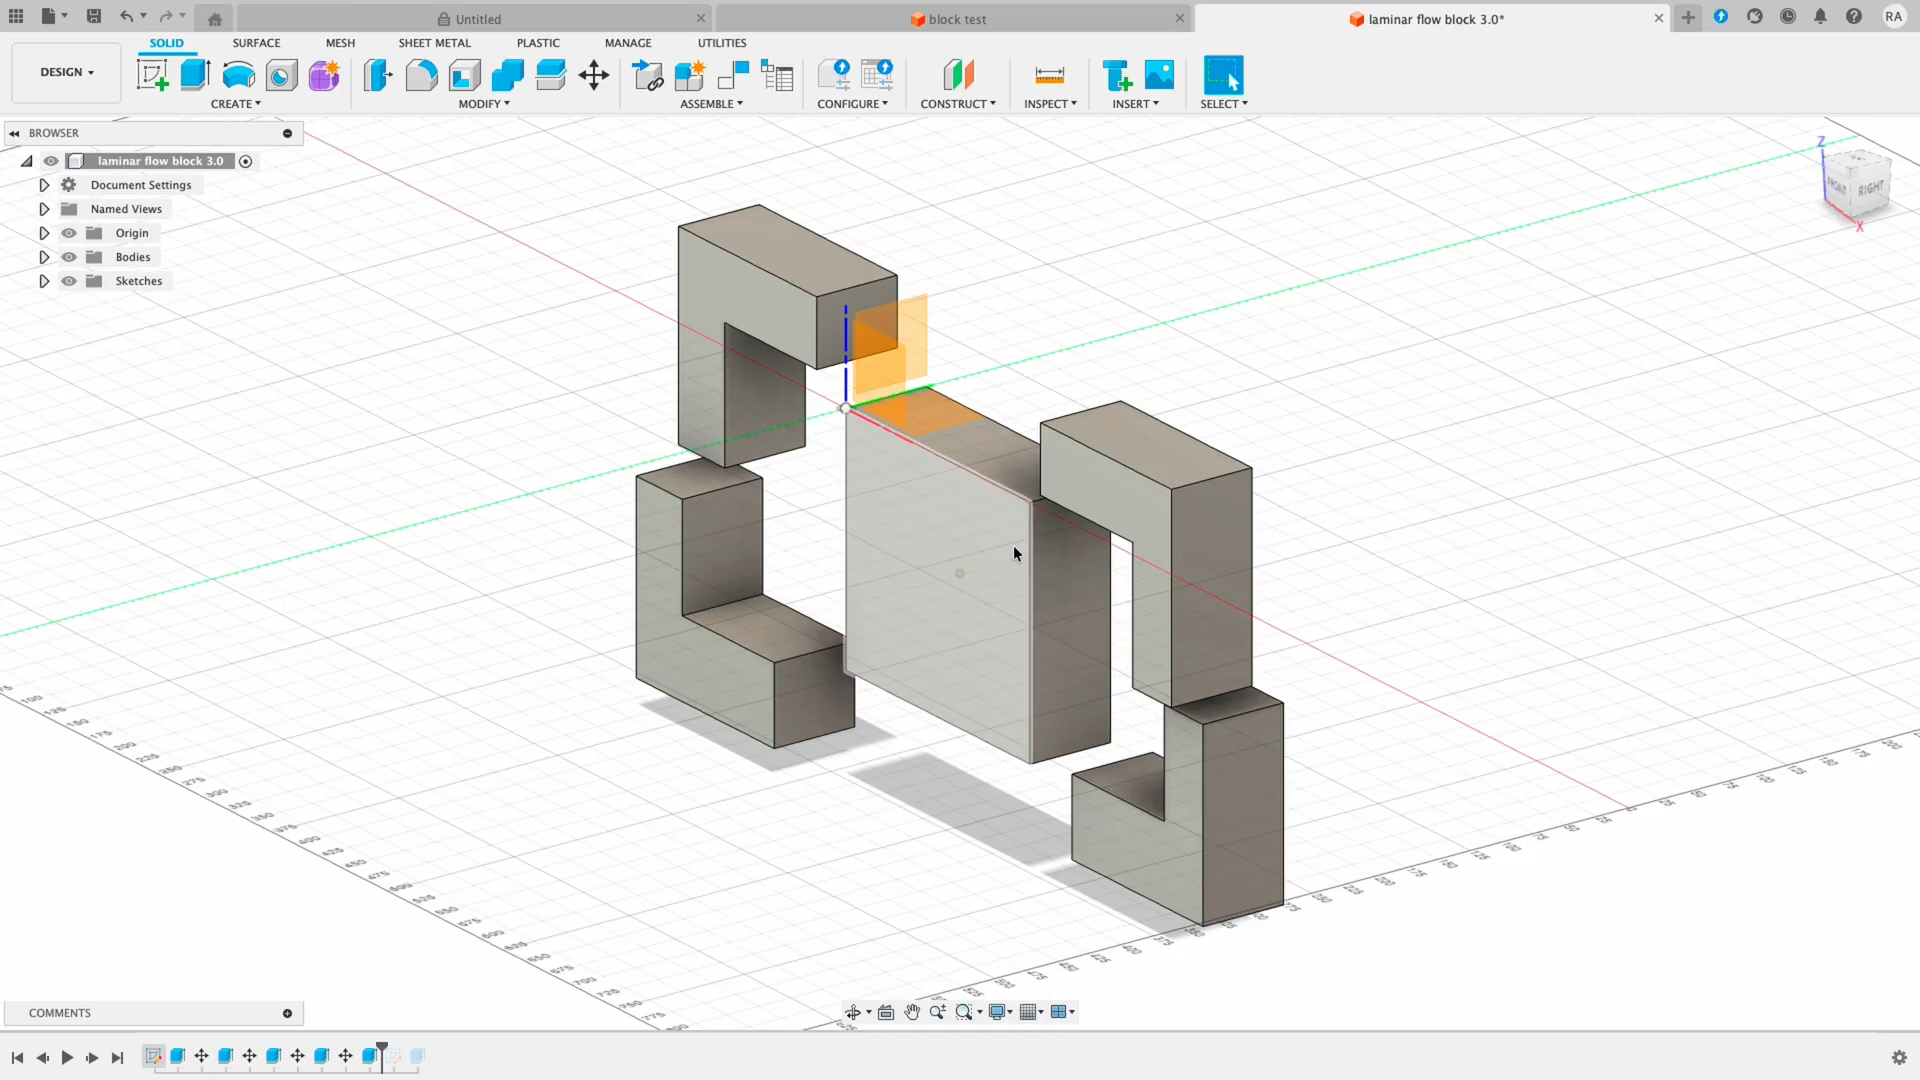 Untitled
block test
laminar flow block 3.0*
RA
DESIGN
SOLID
SURFACE
MESH
SHEET METAL
PLASTIC
MANAGE
UTILITIES
CREATE
MODIFY
ASSEMBLE
CONFIGURE
CONSTRUCT
INSPECT
INSERT
SELECT
BROWSER
laminar flow block 3.0
Document Settings
Named Views
Origin
Bodies
Sketches
Z
FRONT
RIGHT
X
COMMENTS